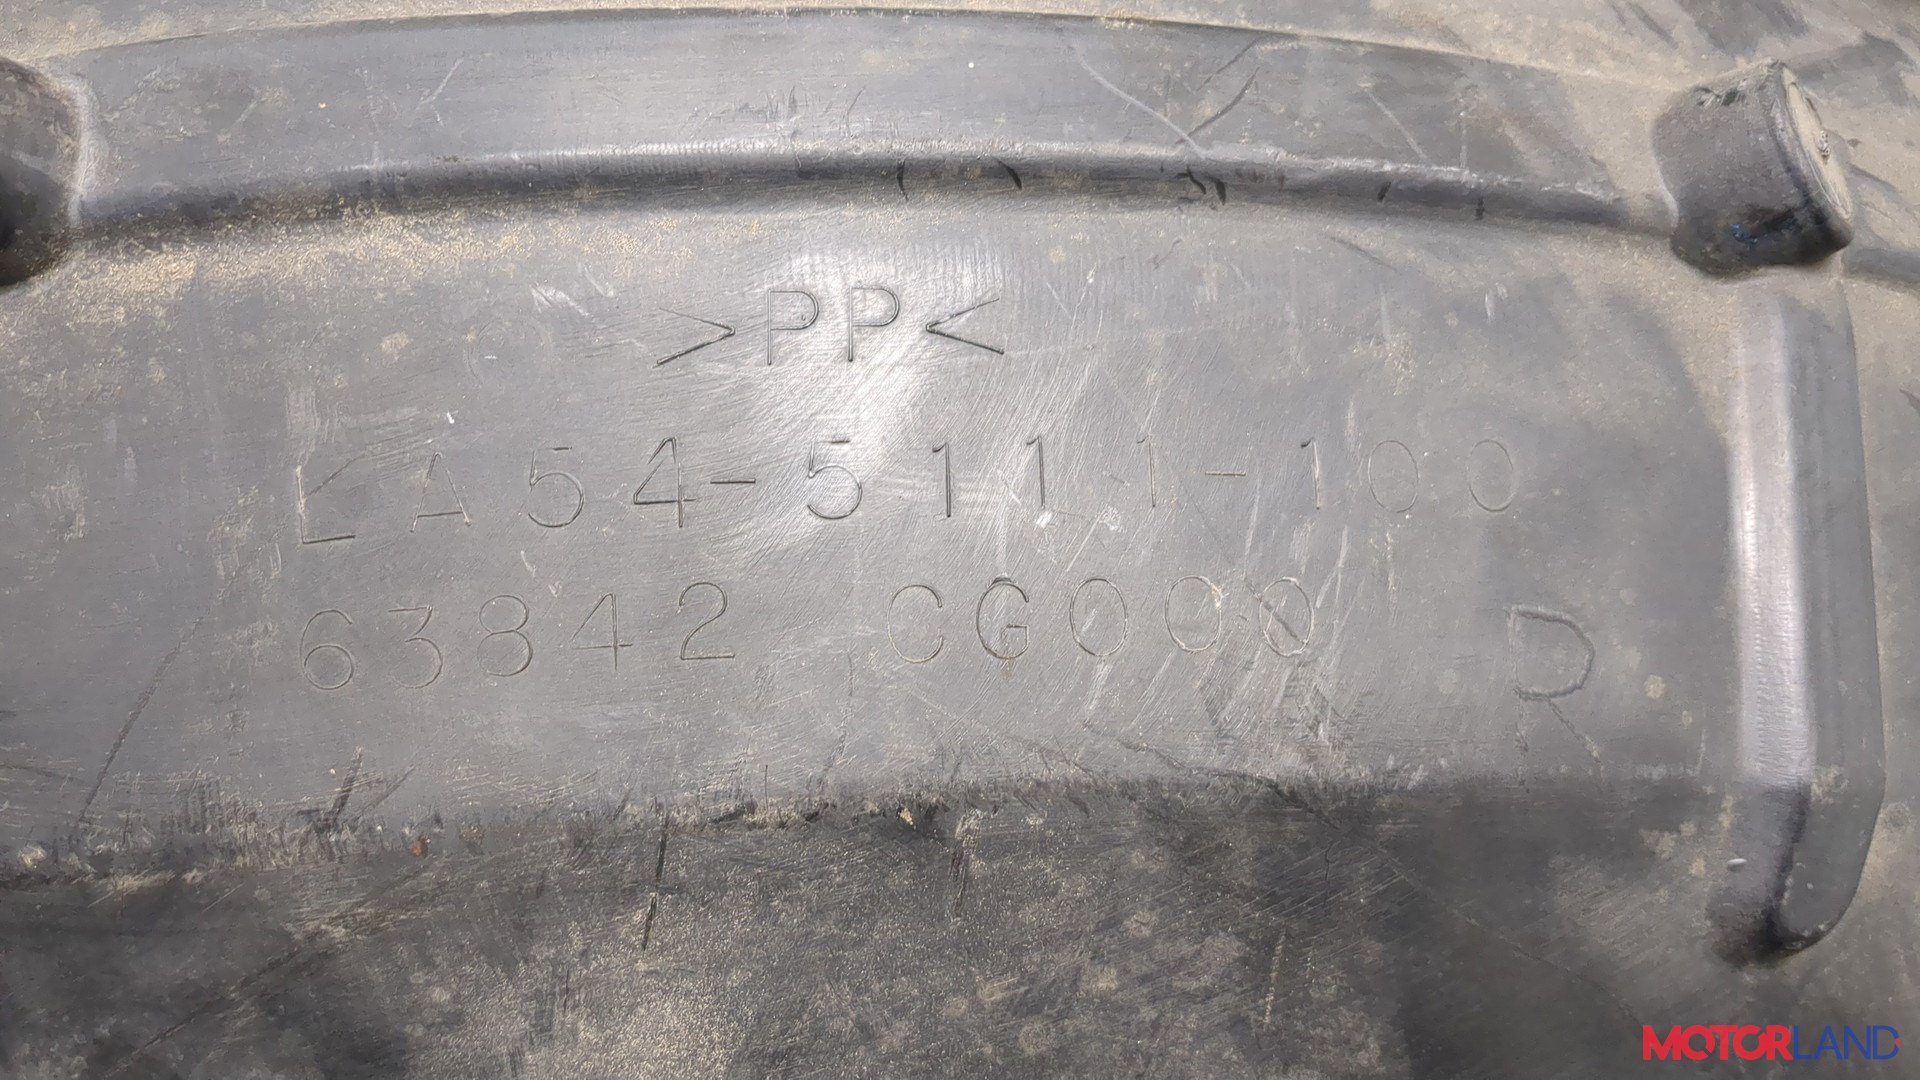 >PP<
LA54-5111-100
63842 CG000 R
MOTORLAND